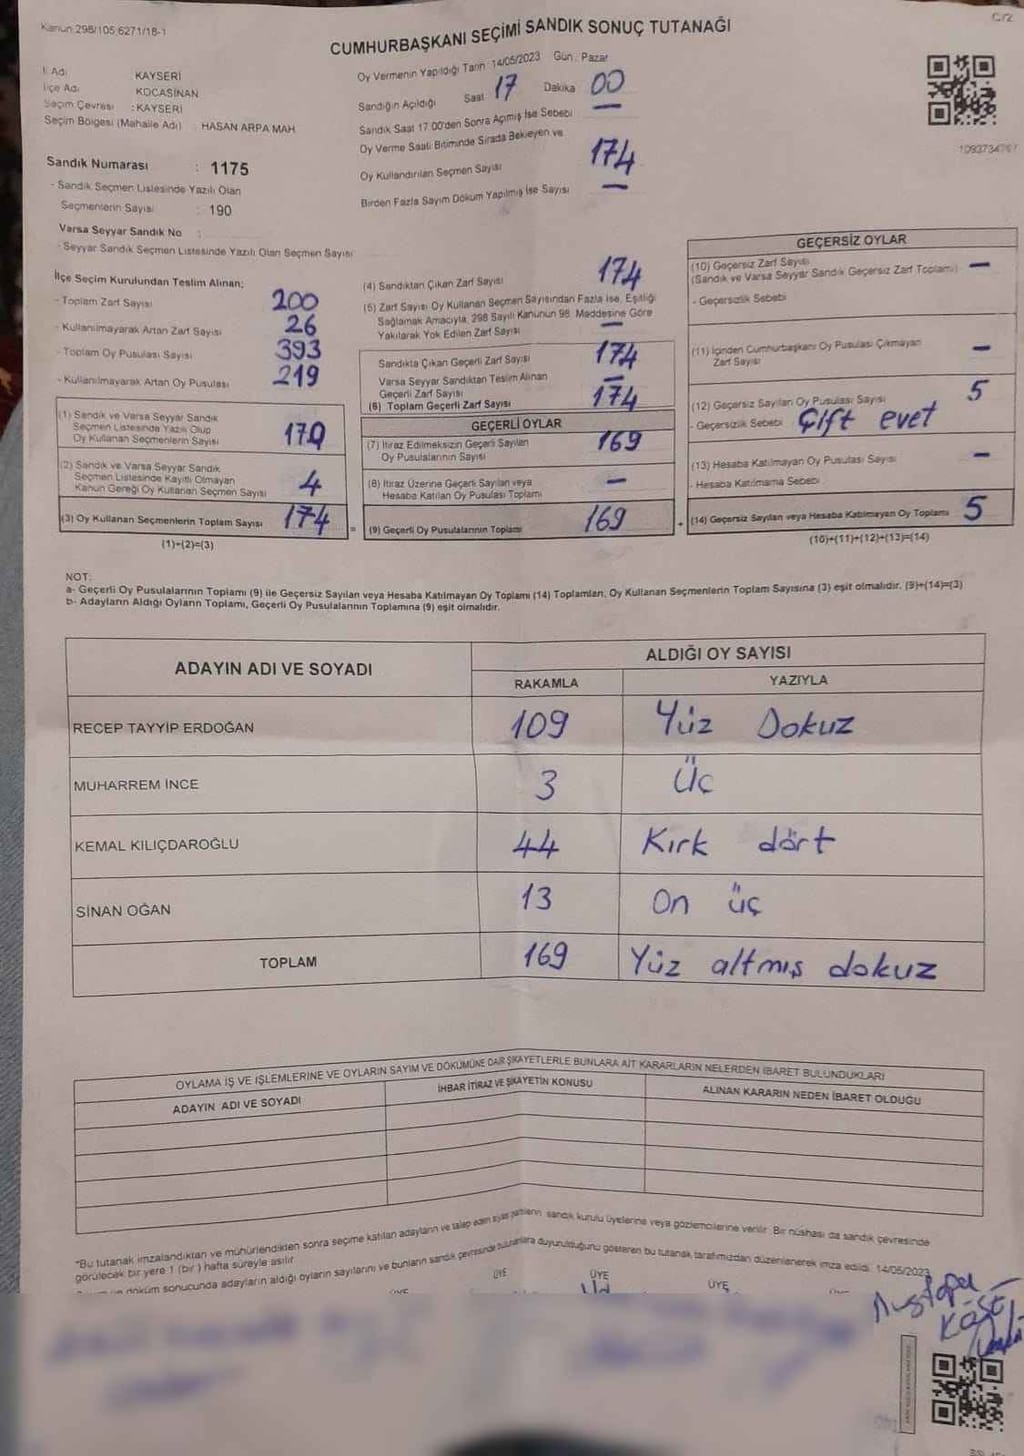 Kanun 298/105 6271/18-1
C/2
CUMHURBAŞKANI SEÇİMİ SANDIK SONUÇ TUTANAĞI
İl Adı KAYSERİ
İlçe Adı KOCASİNAN
Seçim Çevresi : KAYSERİ
Seçim Bölgesi (Mahalle Adı) : HASAN ARPA MAH
Oy Vermenin Yapıldığı Tarih : 14/05/2023 Gün : Pazar
Sandığın Açıldığı Saat 17 Dakika 00
Sandık Saat 17:00'den Sonra Açılmış İse Sebebi —
Oy Verme Saati Bitiminde Sırada Bekleyen ve
Oy Kullandırılan Seçmen Sayısı 174
Birden Fazla Sayım Döküm Yapılmış İse Sayısı —
Sandık Numarası : 1175
- Sandık Seçmen Listesinde Yazılı Olan
Seçmenlerin Sayısı : 190
Varsa Seyyar Sandık No :
- Seyyar Sandık Seçmen Listesinde Yazılı Olan Seçmen Sayısı
İlçe Seçim Kurulundan Teslim Alınan;
- Toplam Zarf Sayısı 200
- Kullanılmayarak Artan Zarf Sayısı 26
- Toplam Oy Pusulası Sayısı 393
- Kullanılmayarak Artan Oy Pusulası 219
(1) Sandık ve Varsa Seyyar Sandık
Seçmen Listesinde Yazılı Olup
Oy Kullanan Seçmenlerin Sayısı 170
(2) Sandık ve Varsa Seyyar Sandık
Seçmen Listesinde Kayıtlı Olmayan
Kanun Gereği Oy Kullanan Seçmen Sayısı 4
(3) Oy Kullanan Seçmenlerin Toplam Sayısı 174 =
(1)+(2)=(3)
(4) Sandıktan Çıkan Zarf Sayısı 174
(5) Zarf Sayısı Oy Kullanan Seçmen Sayısından Fazla İse, Eşitliği
Sağlamak Amacıyla, 298 Sayılı Kanunun 98. Maddesine Göre
Yakılarak Yok Edilen Zarf Sayısı —
Sandıkta Çıkan Geçerli Zarf Sayısı 174
Varsa Seyyar Sandıktan Teslim Alınan
Geçerli Zarf Sayısı —
(6) Toplam Geçerli Zarf Sayısı 174
GEÇERLİ OYLAR
(7) İtiraz Edilmeksizin Geçerli Sayılan
Oy Pusulalarının Sayısı 169
(8) İtiraz Üzerine Geçerli Sayılan veya
Hesaba Katılan Oy Pusulası Toplamı —
(9) Geçerli Oy Pusulalarının Toplamı 169 +
GEÇERSİZ OYLAR
(10) Geçersiz Zarf Sayısı —
(Sandık ve Varsa Seyyar Sandık Geçersiz Zarf Toplamı)
- Geçersizlik Sebebi
(11) İçinden Cumhurbaşkanı Oy Pusulası Çıkmayan
Zarf Sayısı —
(12) Geçersiz Sayılan Oy Pusulası Sayısı 5
- Geçersizlik Sebebi Çift evet
(13) Hesaba Katılmayan Oy Pusulası Sayısı —
- Hesaba Katılmama Sebebi
(14) Geçersiz Sayılan veya Hesaba Katılmayan Oy Toplamı 5
(10)+(11)+(12)+(13)=(14)
NOT:
a- Geçerli Oy Pusulalarının Toplamı (9) ile Geçersiz Sayılan veya Hesaba Katılmayan Oy Toplamı (14) Toplamları, Oy Kullanan Seçmenlerin Toplam Sayısına (3) eşit olmalıdır. (9)+(14)=(3)
b- Adayların Aldığı Oyların Toplamı, Geçerli Oy Pusulalarının Toplamına (9) eşit olmalıdır.
ADAYIN ADI VE SOYADI ALDIĞI OY SAYISI
RAKAMLA YAZIYLA
RECEP TAYYİP ERDOĞAN 109 Yüz Dokuz
MUHARREM İNCE 3 Üç
KEMAL KILIÇDAROĞLU 44 Kırk dört
SİNAN OĞAN 13 On üç
TOPLAM 169 Yüz altmış dokuz
OYLAMA İŞ VE İŞLEMLERİNE VE OYLARIN SAYIM VE DÖKÜMÜNE DAİR ŞİKAYETLERLE BUNLARA AİT KARARLARIN NELERDEN İBARET BULUNDUKLARI
ADAYIN ADI VE SOYADI İHBAR İTİRAZ VE ŞİKAYETİN KONUSU ALINAN KARARIN NEDEN İBARET OLDUĞU
"Bu tutanak imzalandıktan ve mühürlendikten sonra seçime katılan adayların ve talep eden siyasi partilerin sandık kurulu üyelerine veya gözlemcilerine verilir. Bir nüshası da sandık çevresinde
görülecek bir yere 1 (bir) hafta süreyle asılır
döküm sonucunda adayların aldığı oyların sayılarını ve bunların sandık çevresinde duyurulduğunu gösteren bu tutanak tarafımızdan düzenlenerek imza edildi. 14/05/2023
ÜYE ÜYE ÜYE ÜYE
Mustafa